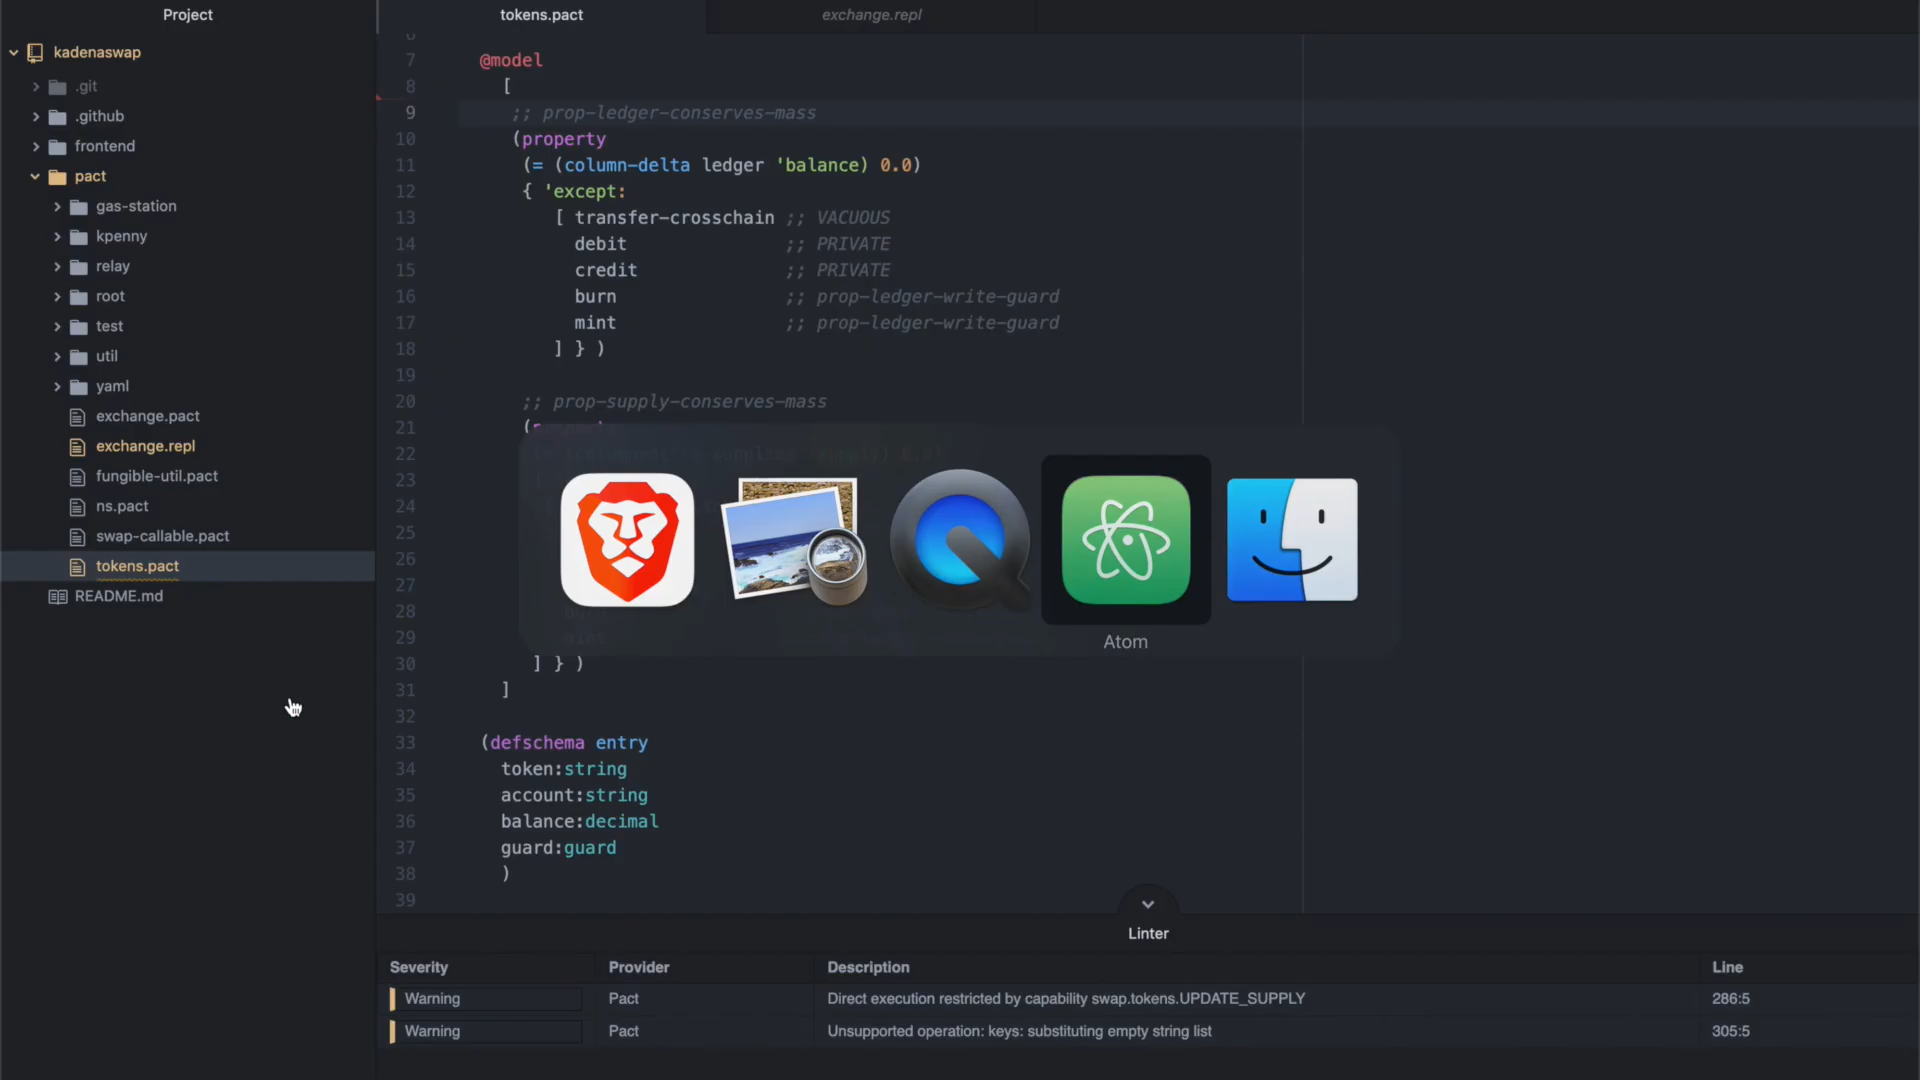 Project
kadenaswap
.git
.github
frontend
pact
gas-station
kpenny
relay
root
test
util
yaml
exchange.pact
exchange.repl
fungible-util.pact
ns.pact
swap-callable.pact
tokens.pact
README.md
tokens.pact
exchange.repl
6
7 @model
8 [
9 ;; prop-ledger-conserves-mass
10 (property
11 (= (column-delta ledger 'balance) 0.0)
12 { 'except:
13 [ transfer-crosschain ;; VACUOUS
14 debit ;; PRIVATE
15 credit ;; PRIVATE
16 burn ;; prop-ledger-write-guard
17 mint ;; prop-ledger-write-guard
18 ] } )
19
20 ;; prop-supply-conserves-mass
21 (
22
23
24
25
26
27
28
29
30 ] } )
31 ]
32
33 (defschema entry
34 token:string
35 account:string
36 balance:decimal
37 guard:guard
38 )
39
Atom
Linter
Severity Provider Description Line
Warning Pact Direct execution restricted by capability swap.tokens.UPDATE_SUPPLY 286:5
Warning Pact Unsupported operation: keys: substituting empty string list 305:5